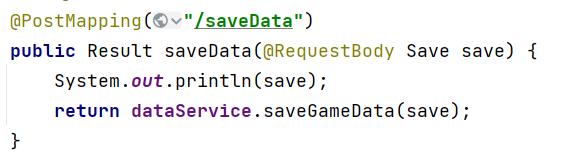 @PostMapping("/saveData")
public Result saveData(@RequestBody Save save) {
    System.out.println(save);
    return dataService.saveGameData(save);
}